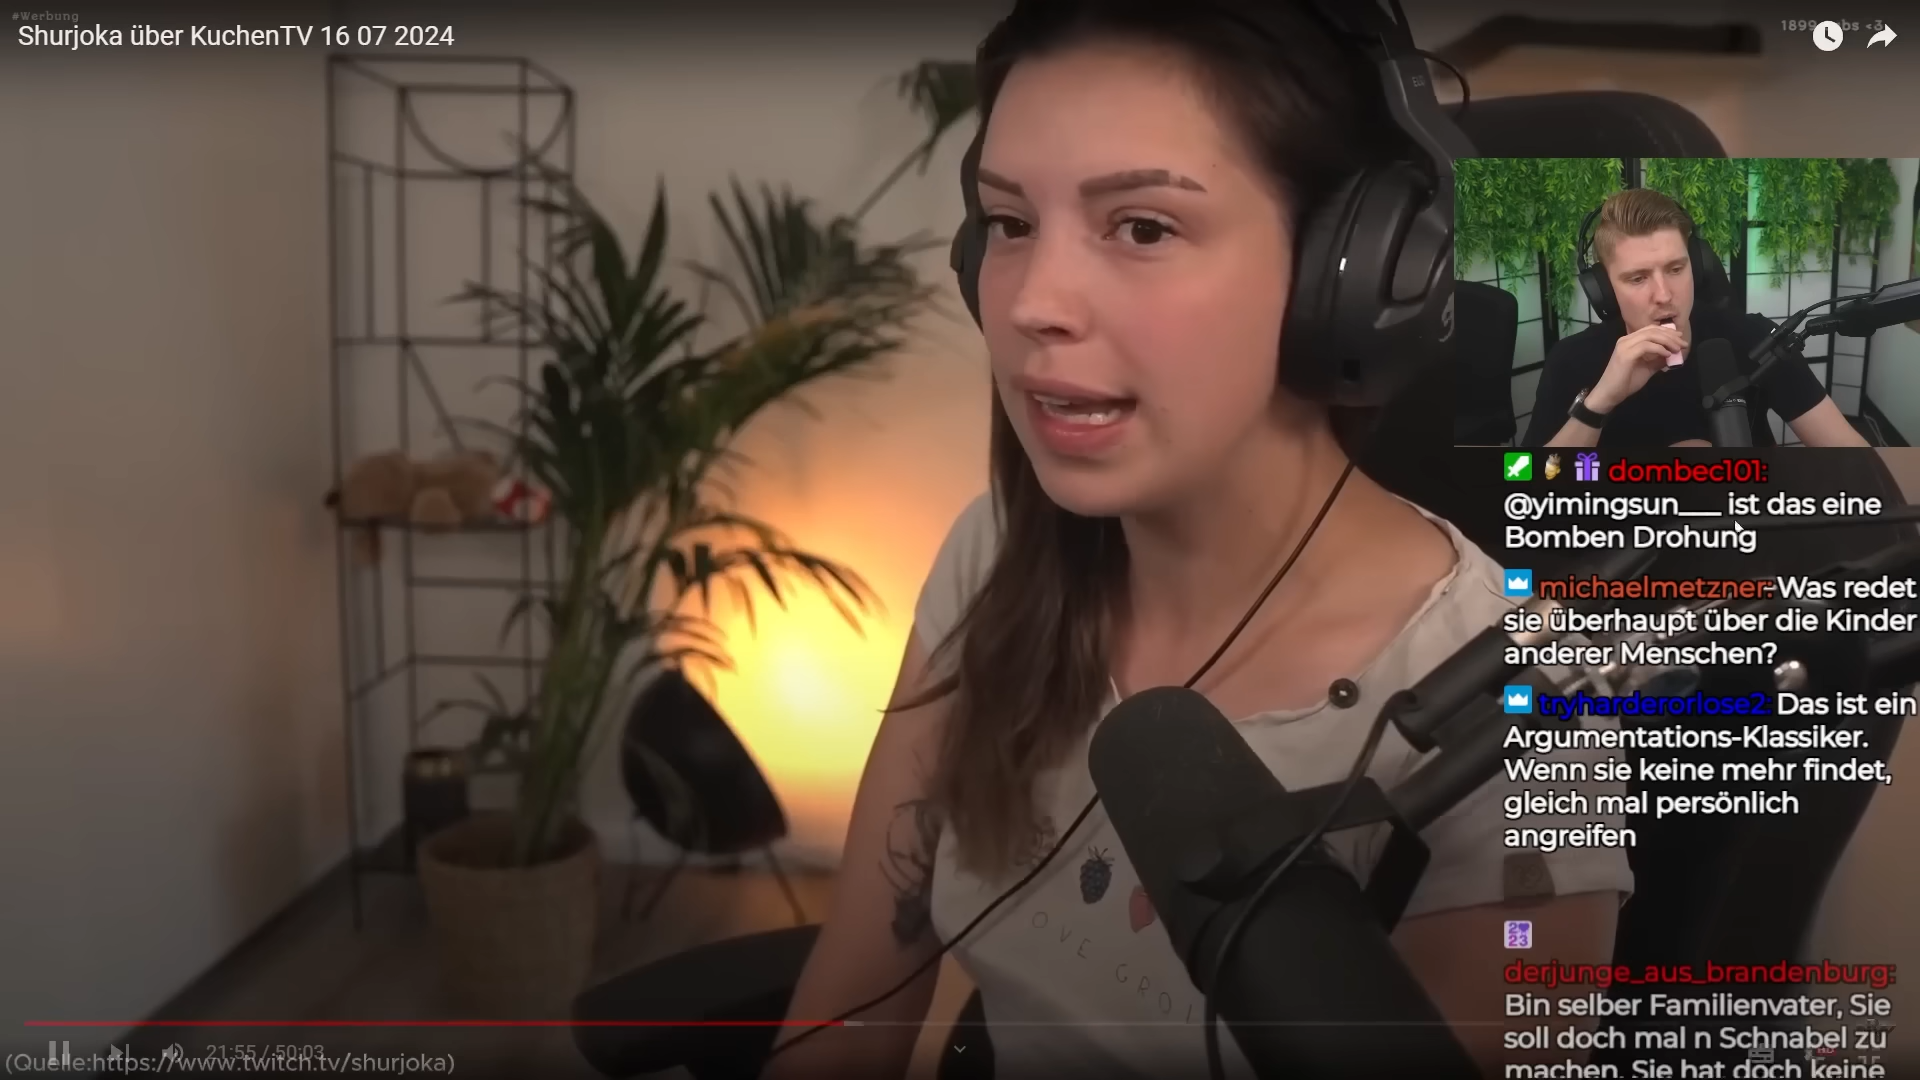 #Werbung
Shurjoka über KuchenTV 16 07 2024
dombec101:
@yimingsun___ ist das eine
Bomben Drohung
michaelmetzner: Was redet
sie überhaupt über die Kinder
anderer Menschen?
tryharderorlose2: Das ist ein
Argumentations-Klassiker.
Wenn sie keine mehr findet,
gleich mal persönlich
angreifen
derjunge_aus_brandenburg:
Bin selber Familienvater, Sie
soll doch mal n Schnabel zu
machen. Sie hat doch keine
21:55 / 50:03
(Quelle:https://www.twitch.tv/shurjoka)